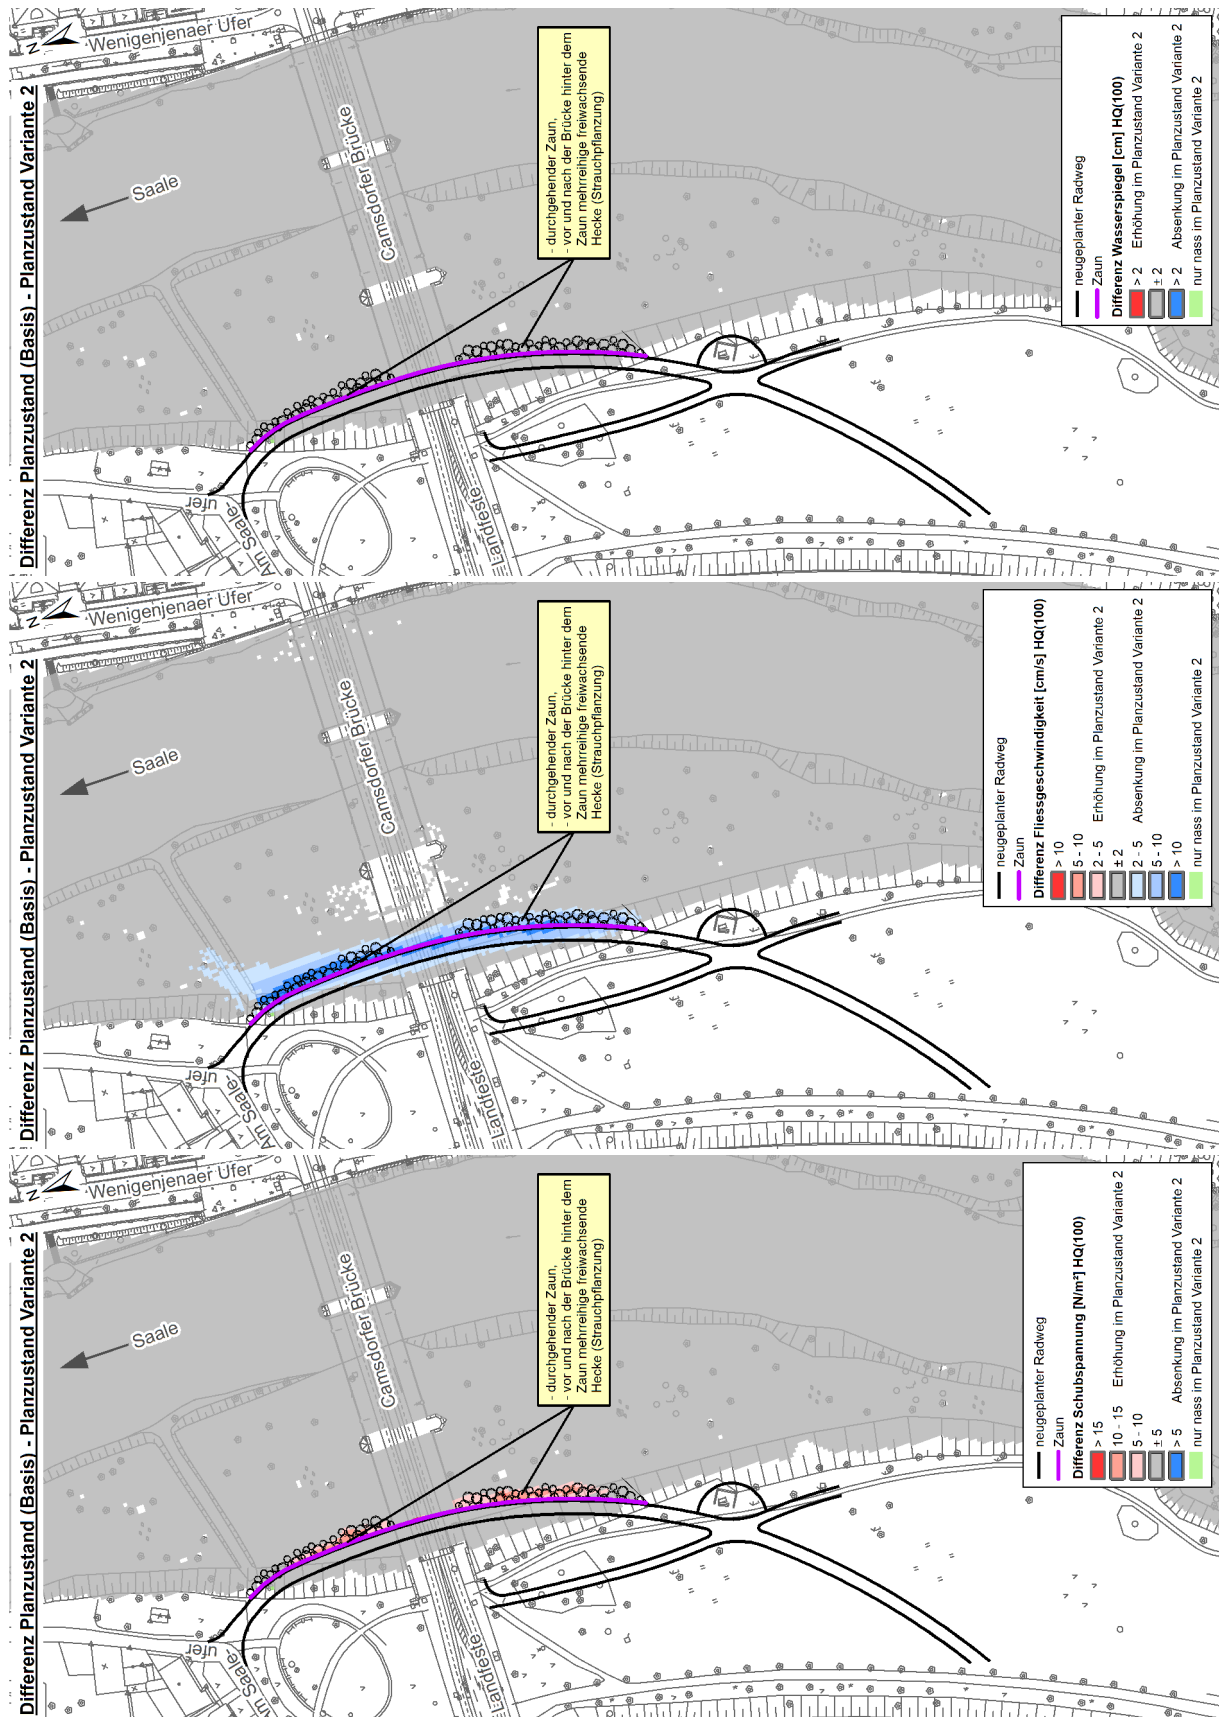 Differenz Planzustand (Basis) - Planzustand Variante 2
N
Wenigenjenaer Ufer
Saale
Camsdorfer Brücke
Landfeste
Am Saale
ufer
- durchgehender Zaun,
- vor und nach der Brücke hinter dem
Zaun mehrreihige freiwachsende
Hecke (Strauchpflanzung)
neugeplanter Radweg
Zaun
Differenz Wasserspiegel [cm] HQ(100)
> 2 Erhöhung im Planzustand Variante 2
± 2
> 2 Absenkung im Planzustand Variante 2
nur nass im Planzustand Variante 2
Differenz Planzustand (Basis) - Planzustand Variante 2
N
Wenigenjenaer Ufer
Saale
Camsdorfer Brücke
Landfeste
Am Saale
ufer
- durchgehender Zaun,
- vor und nach der Brücke hinter dem
Zaun mehrreihige freiwachsende
Hecke (Strauchpflanzung)
neugeplanter Radweg
Zaun
Differenz Fliessgeschwindigkeit [cm/s] HQ(100)
> 10
5 - 10
2 - 5 Erhöhung im Planzustand Variante 2
± 2
2 - 5 Absenkung im Planzustand Variante 2
5 - 10
> 10
nur nass im Planzustand Variante 2
Differenz Planzustand (Basis) - Planzustand Variante 2
N
Wenigenjenaer Ufer
Saale
Camsdorfer Brücke
Landfeste
Am Saale
ufer
- durchgehender Zaun,
- vor und nach der Brücke hinter dem
Zaun mehrreihige freiwachsende
Hecke (Strauchpflanzung)
neugeplanter Radweg
Zaun
Differenz Schubspannung [N/m²] HQ(100)
> 15
10 - 15 Erhöhung im Planzustand Variante 2
5 - 10
± 5
> 5 Absenkung im Planzustand Variante 2
nur nass im Planzustand Variante 2